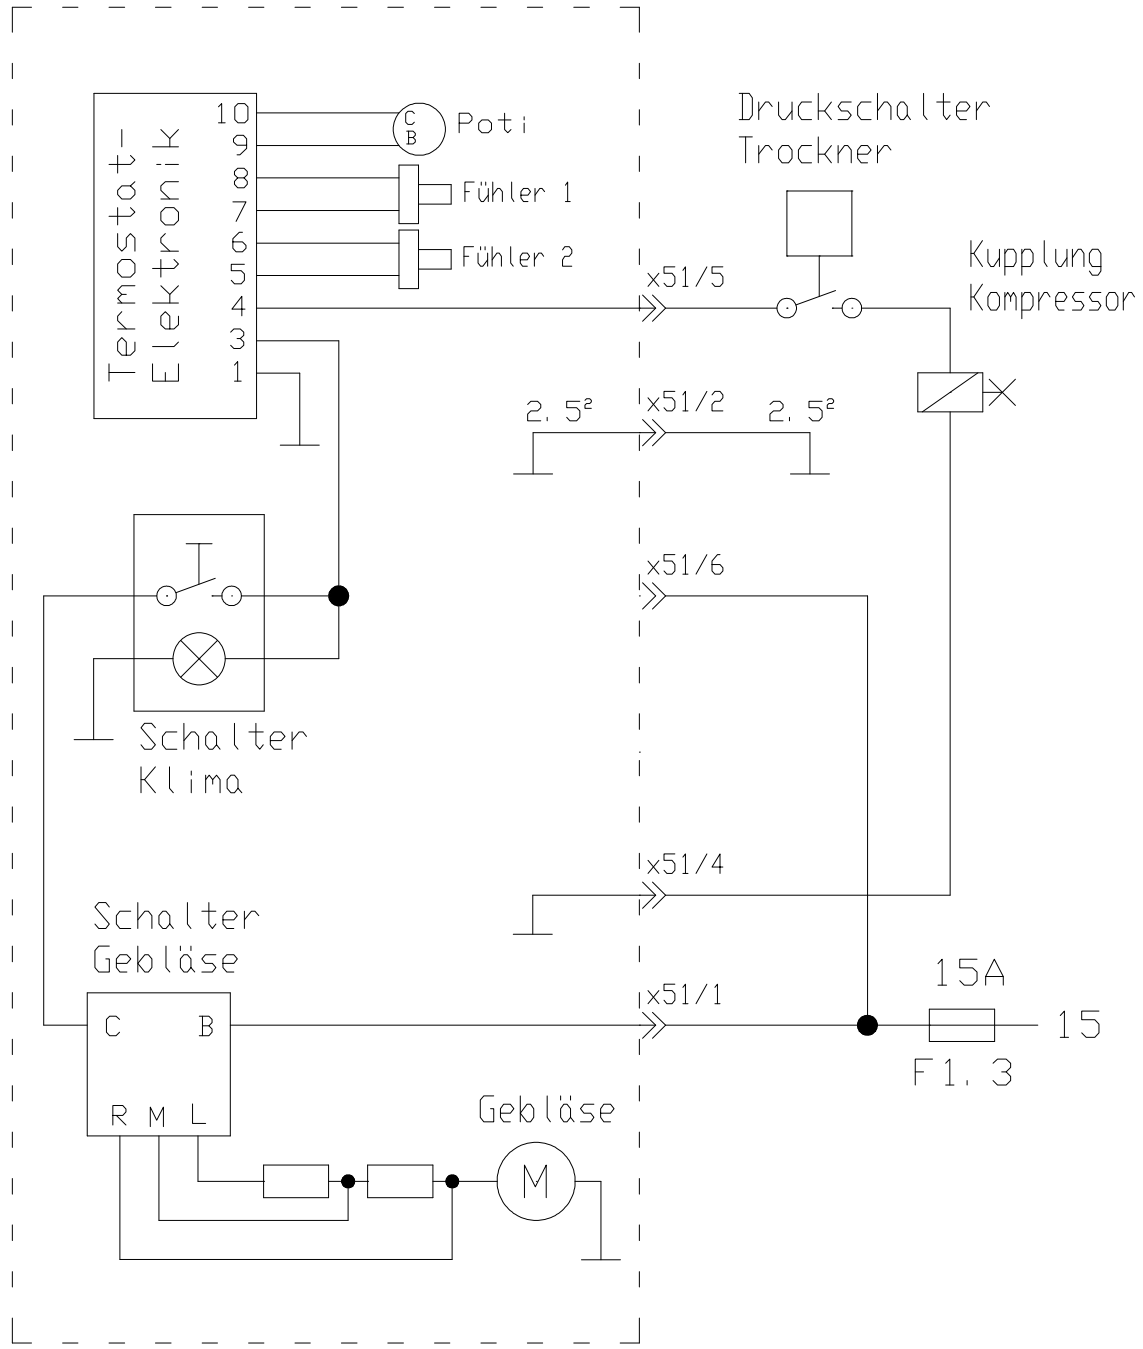 Termostat-
Elektronik
10
9
8
7
6
5
4
3
1
C
B
Poti
Fühler 1
Fühler 2
Druckschalter
Trockner
Kupplung
Kompressor
x51/5
2.5²
x51/2
2.5²
x51/6
Schalter
Klima
x51/4
Schalter
Gebläse
C
B
R M L
x51/1
15A
15
F1.3
Gebläse
M